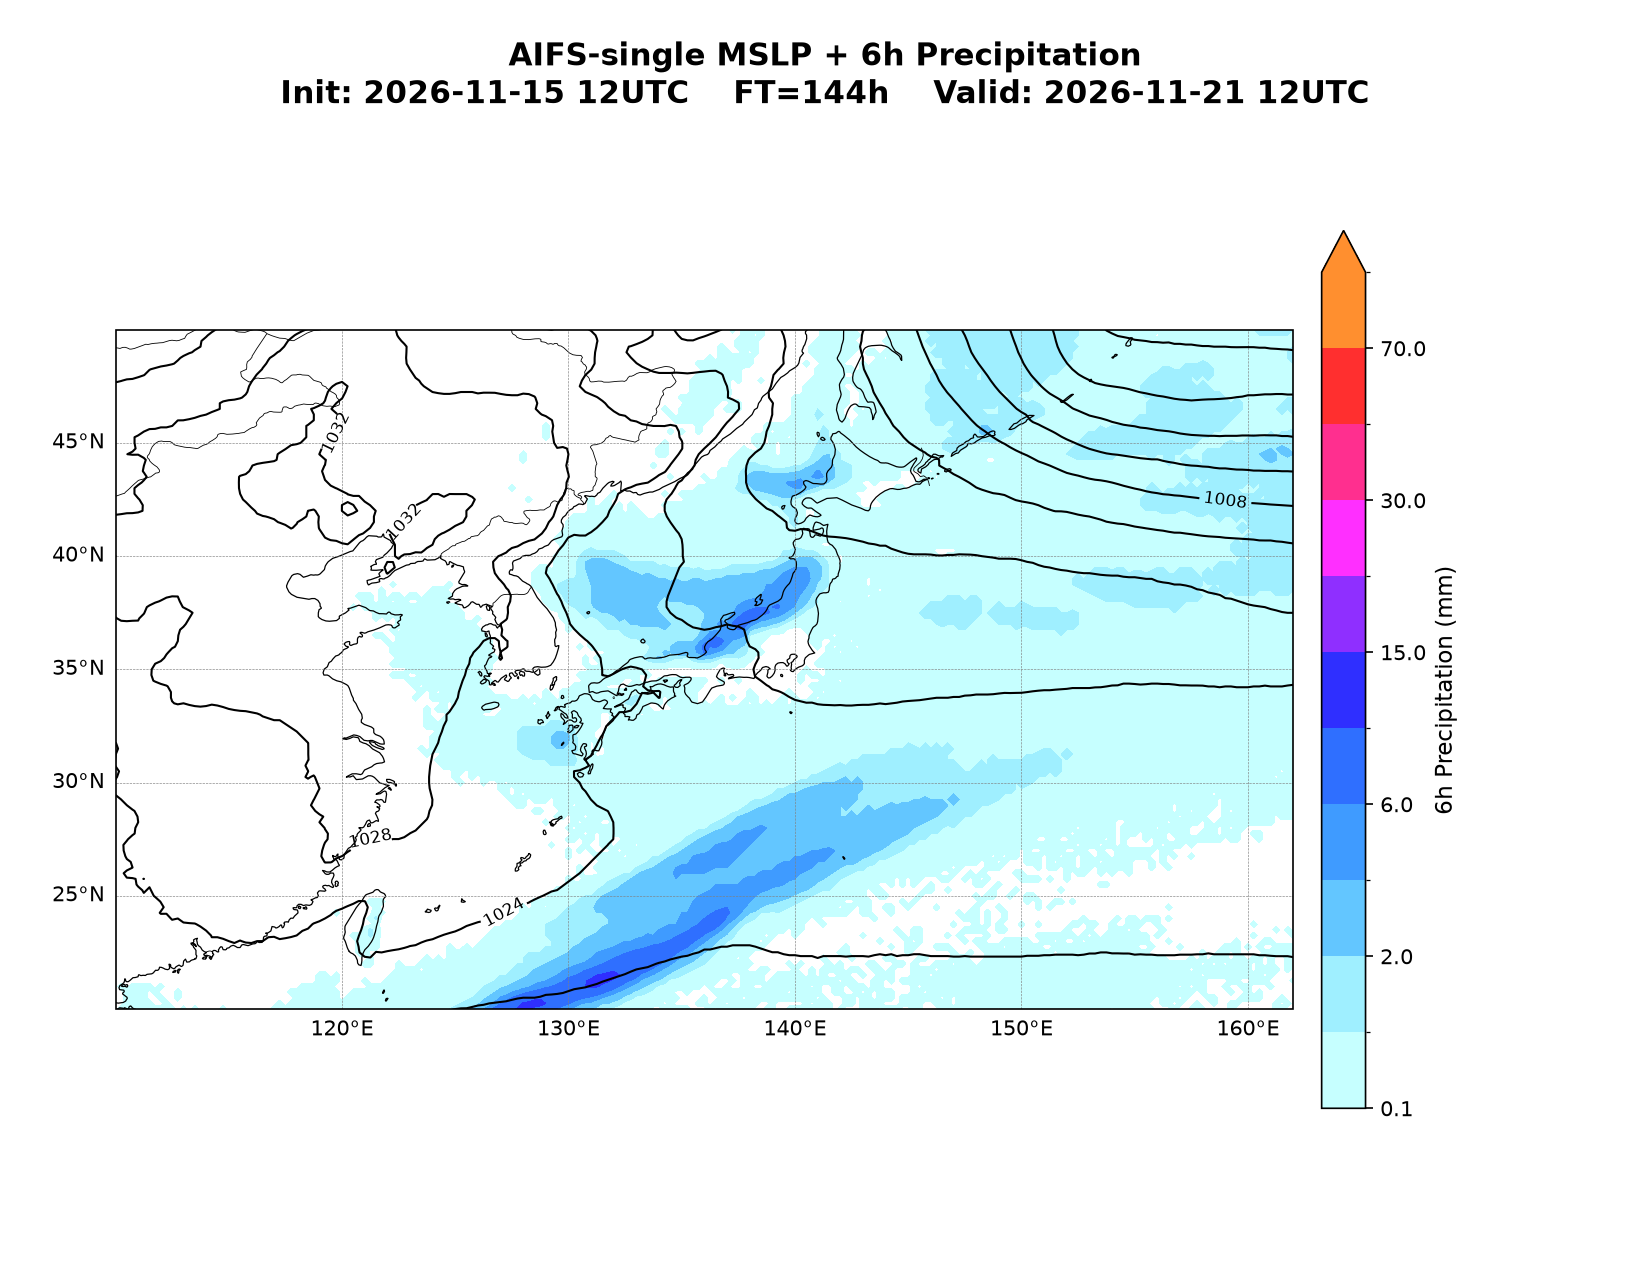 AIFS-single MSLP + 6h Precipitation
Init: 2026-11-15 12UTC    FT=144h    Valid: 2026-11-21 12UTC
70.0
30.0
15.0
6.0
2.0
0.1
6h Precipitation (mm)
45°N
40°N
35°N
30°N
25°N
1032
1032
1008
1028
1024
120°E
130°E
140°E
150°E
160°E